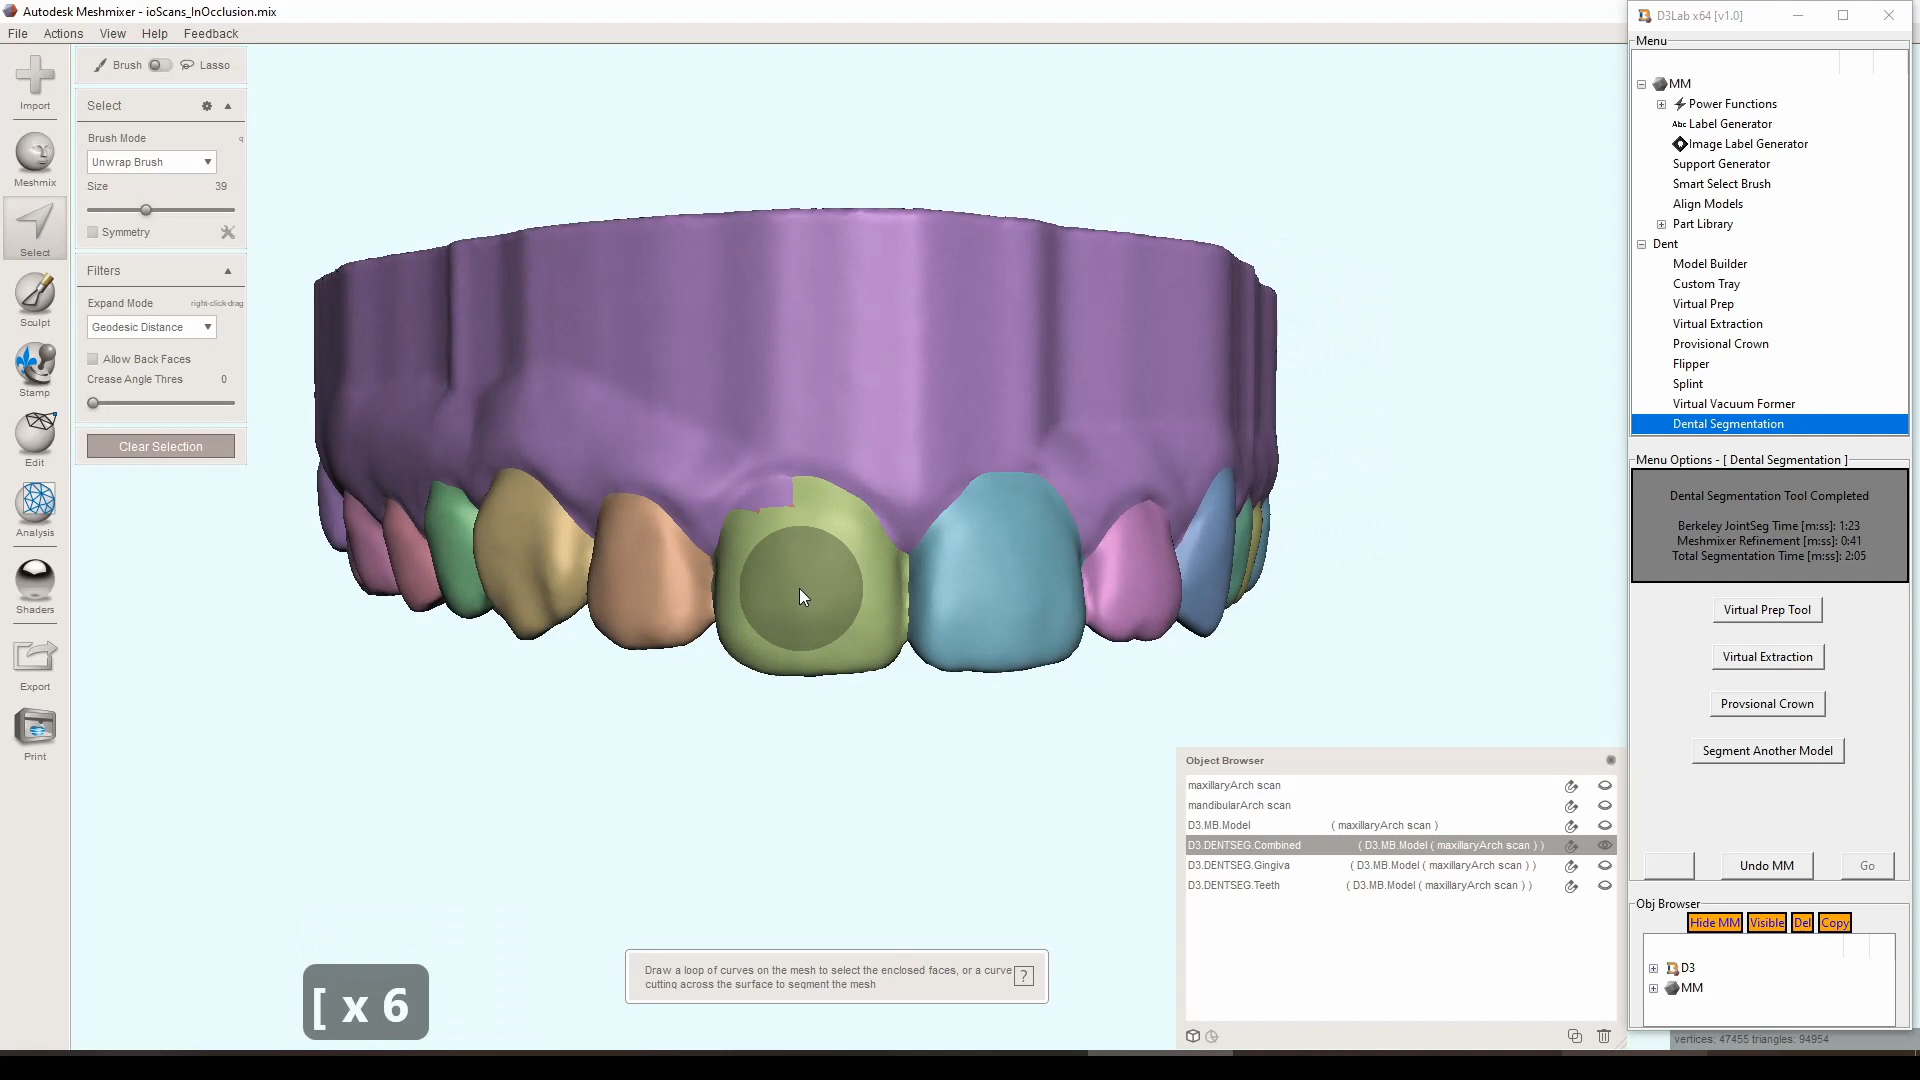 Autodesk Meshmixer - ioScans_InOcclusion.mix
File Actions View Help Feedback
Import
Meshmix
Select
Sculpt
Stamp
Edit
Analysis
Shaders
Export
Print
Brush Lasso
Select
Brush Mode q
Unwrap Brush
Size 39
Symmetry
Filters
Expand Mode right-click-drag
Geodesic Distance
Allow Back Faces
Crease Angle Thres 0
Clear Selection
[ x 6
Draw a loop of curves on the mesh to select the enclosed faces, or a curve
cutting across the surface to segment the mesh
?
Object Browser
maxillaryArch scan
mandibularArch scan
D3.MB.Model ( maxillaryArch scan )
D3.DENTSEG.Combined ( D3.MB.Model ( maxillaryArch scan ) )
D3.DENTSEG.Gingiva ( D3.MB.Model ( maxillaryArch scan ) )
D3.DENTSEG.Teeth ( D3.MB.Model ( maxillaryArch scan ) )
D3Lab x64 [v1.0]
Menu
MM
Power Functions
Abc Label Generator
Image Label Generator
Support Generator
Smart Select Brush
Align Models
Part Library
Dent
Model Builder
Custom Tray
Virtual Prep
Virtual Extraction
Provisional Crown
Flipper
Splint
Virtual Vacuum Former
Dental Segmentation
Menu Options - [ Dental Segmentation ]
Dental Segmentation Tool Completed
Berkeley JointSeg Time [m:ss]: 1:23
Meshmixer Refinement [m:ss]: 0:41
Total Segmentation Time [m:ss]: 2:05
Virtual Prep Tool
Virtual Extraction
Provsional Crown
Segment Another Model
Undo MM Go
Obj Browser
Hide MM Visible Del Copy
D3
MM
vertices: 47455 triangles: 94954